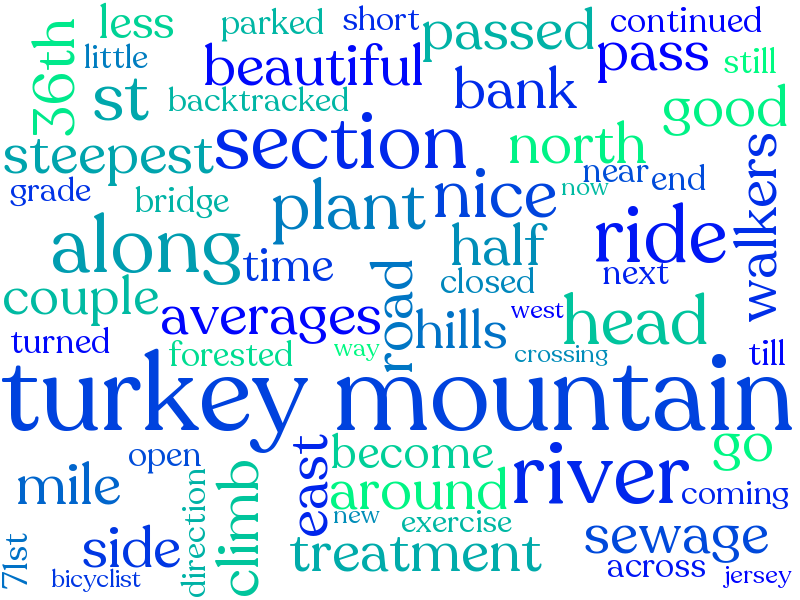 less
parked
short
passed
continued
36th
little
beautiful
pass
still
st
backtracked
bank
good
steepest
section
north
walkers
grade
bridge
plant
nice
near
end
now
along
time
road
half
ride
couple
averages
closed
next
turned
forested
way
hills
west
crossing
head
till
turkey mountain
open
east
become
river
go
mile
direction
climb
around
coming
71st
side
new
exercise
treatment
sewage
bicyclist
across
jersey